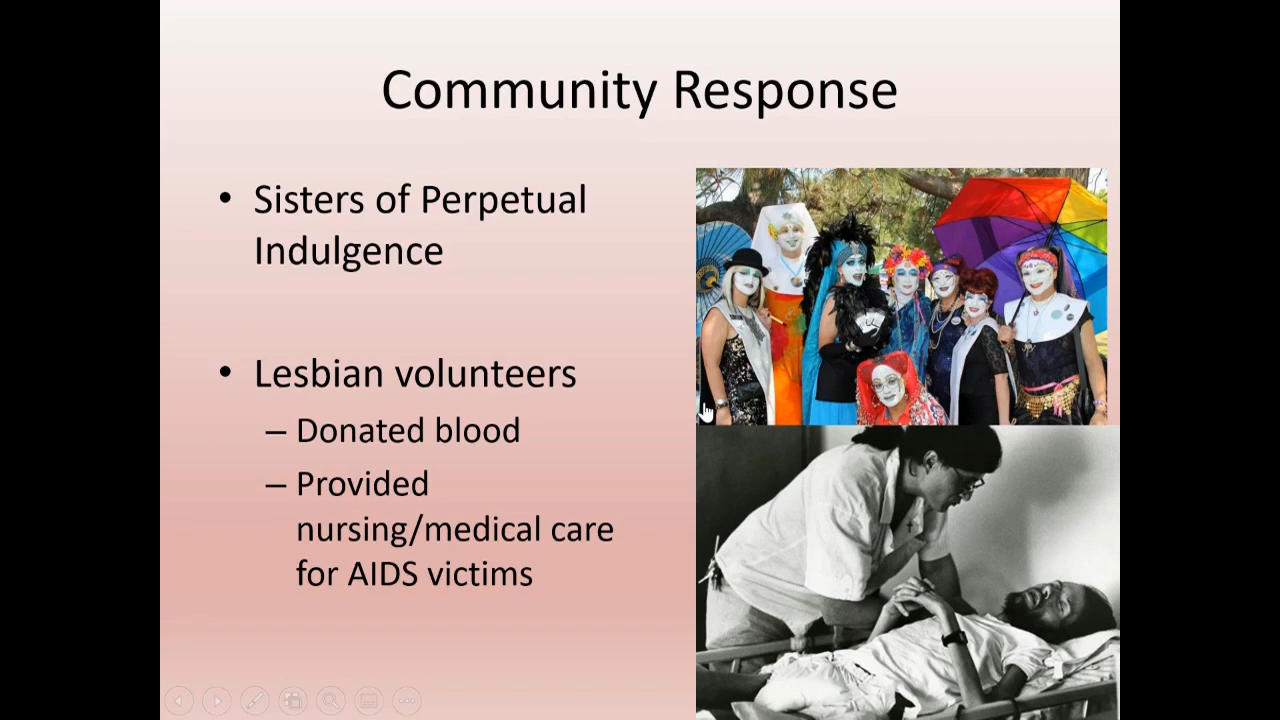 Community Response
• Sisters of Perpetual
Indulgence
• Lesbian volunteers
– Donated blood
– Provided
nursing/medical care
for AIDS victims